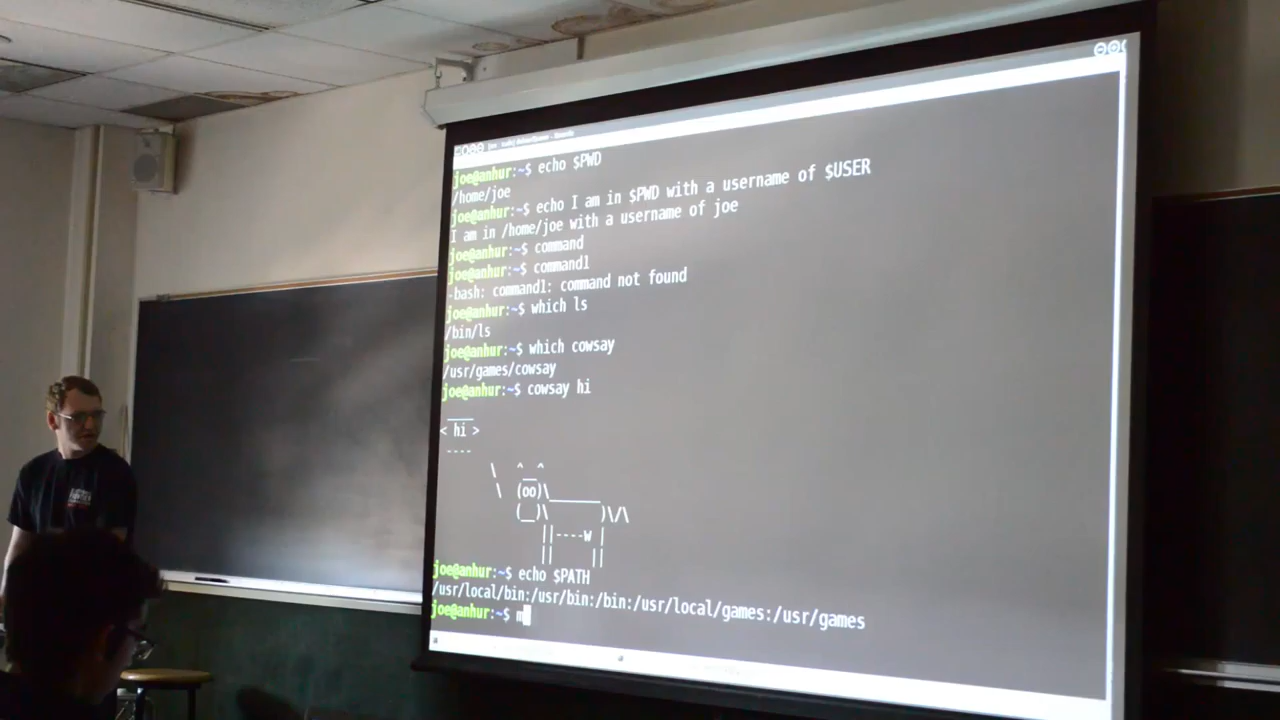 joe@anhur:~$ echo $PWD
/home/joe
joe@anhur:~$ echo I am in $PWD with a username of $USER
I am in /home/joe with a username of joe
joe@anhur:~$ command
joe@anhur:~$ command1
-bash: command1: command not found
joe@anhur:~$ which ls
/bin/ls
joe@anhur:~$ which cowsay
/usr/games/cowsay
joe@anhur:~$ cowsay hi
< hi >
(oo)
w
joe@anhur:~$ echo $PATH
/usr/local/bin:/usr/bin:/bin:/usr/local/games:/usr/games
joe@anhur:~$ m